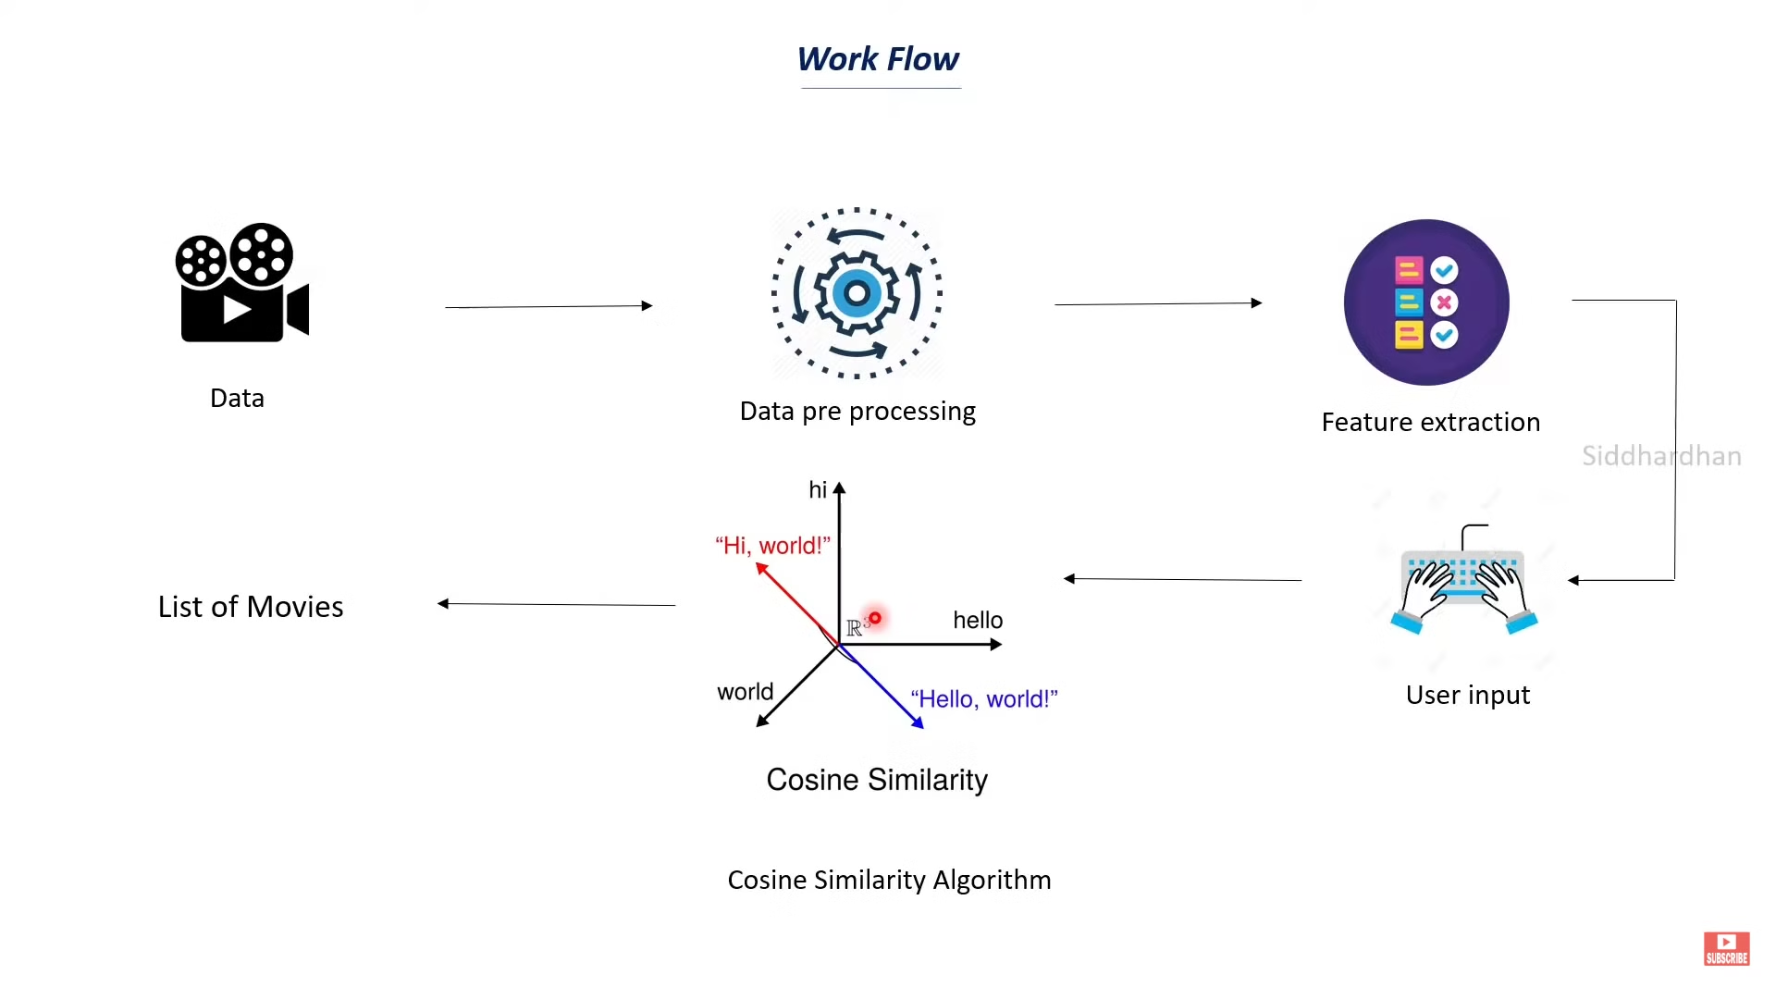 Work Flow
Data
Data pre processing
Feature extraction
Siddhardhan
hi
"Hi, world!"
List of Movies
ℝ³
hello
world
"Hello, world!"
User input
Cosine Similarity
Cosine Similarity Algorithm
SUBSCRIBE